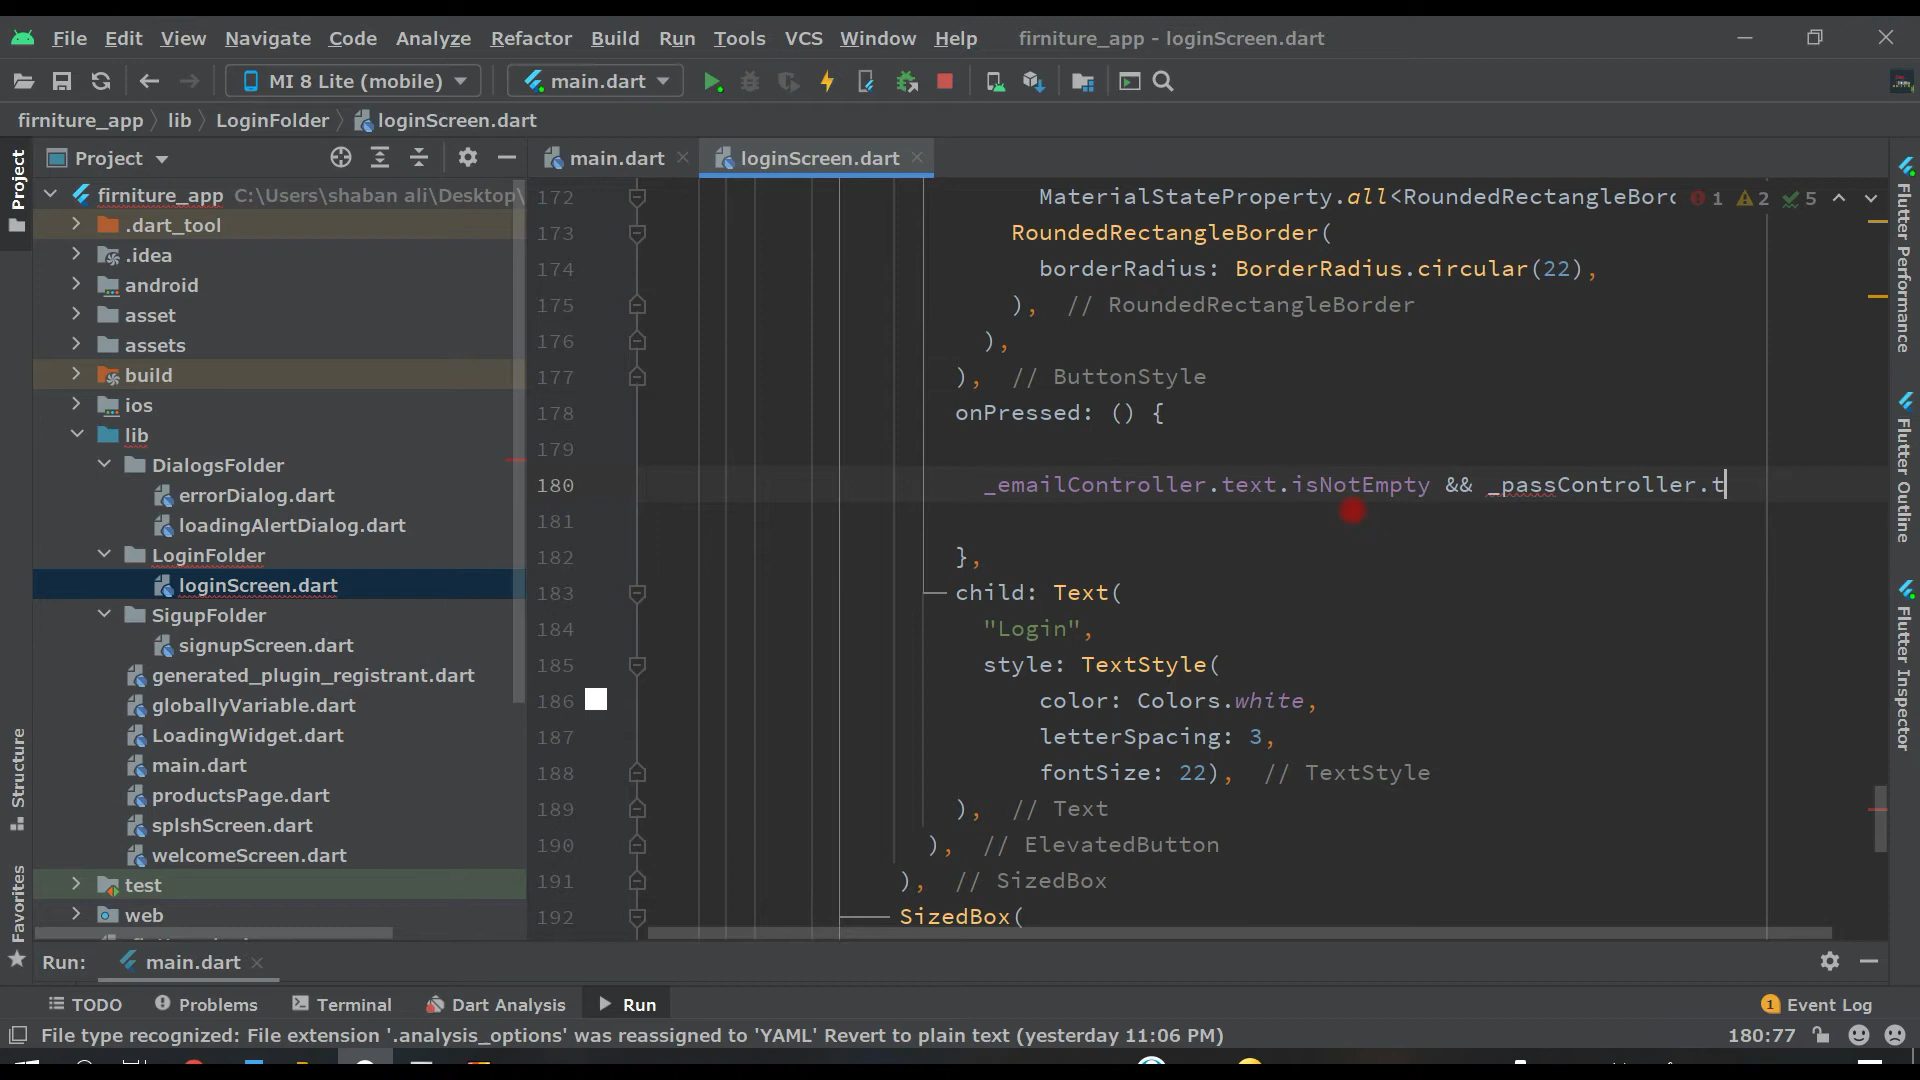 File Edit View Navigate Code Analyze Refactor Build Run Tools VCS Window Help firniture_app - loginScreen.dart
MI 8 Lite (mobile) main.dart
firniture_app lib LoginFolder loginScreen.dart
Project
main.dart loginScreen.dart
firniture_app C:\Users\shaban ali\Desktop\
.dart_tool
.idea
android
asset
assets
build
ios
lib
DialogsFolder
errorDialog.dart
loadingAlertDialog.dart
LoginFolder
loginScreen.dart
SigupFolder
signupScreen.dart
generated_plugin_registrant.dart
globallyVariable.dart
LoadingWidget.dart
main.dart
productsPage.dart
splshScreen.dart
welcomeScreen.dart
test
web
172 MaterialStateProperty.all<RoundedRectangleBor
1 2 5
173 RoundedRectangleBorder(
174 borderRadius: BorderRadius.circular(22),
175 ), // RoundedRectangleBorder
176 ),
177 ), // ButtonStyle
178 onPressed: () {
179
180 _emailController.text.isNotEmpty && _passController.t
181
182 },
183 child: Text(
184 "Login",
185 style: TextStyle(
186 color: Colors.white,
187 letterSpacing: 3,
188 fontSize: 22), // TextStyle
189 ), // Text
190 ), // ElevatedButton
191 ), // SizedBox
192 SizedBox(
Project
Structure
Favorites
Flutter Performance
Flutter Outline
Flutter Inspector
Run: main.dart
TODO Problems Terminal Dart Analysis Run 1 Event Log
File type recognized: File extension '.analysis_options' was reassigned to 'YAML' Revert to plain text (yesterday 11:06 PM) 180:77